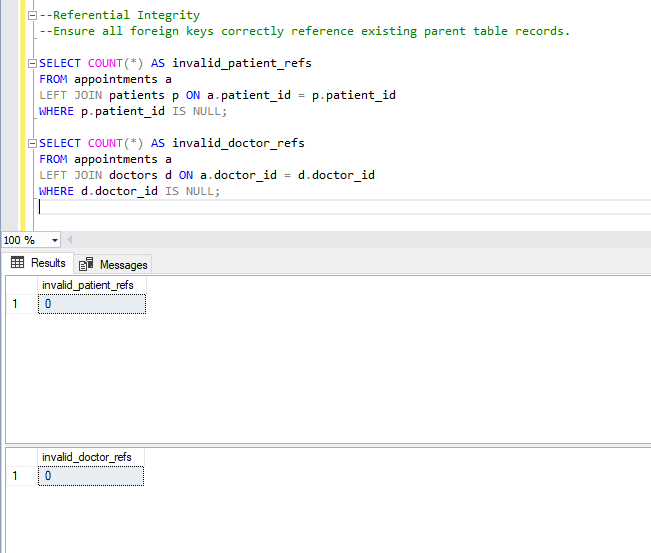 --Referential Integrity
--Ensure all foreign keys correctly reference existing parent table records.
SELECT COUNT(*) AS invalid_patient_refs
FROM appointments a
LEFT JOIN patients p ON a.patient_id = p.patient_id
WHERE p.patient_id IS NULL;
SELECT COUNT(*) AS invalid_doctor_refs
FROM appointments a
LEFT JOIN doctors d ON a.doctor_id = d.doctor_id
WHERE d.doctor_id IS NULL;
100 %
Results Messages
invalid_patient_refs
1 0
invalid_doctor_refs
1 0